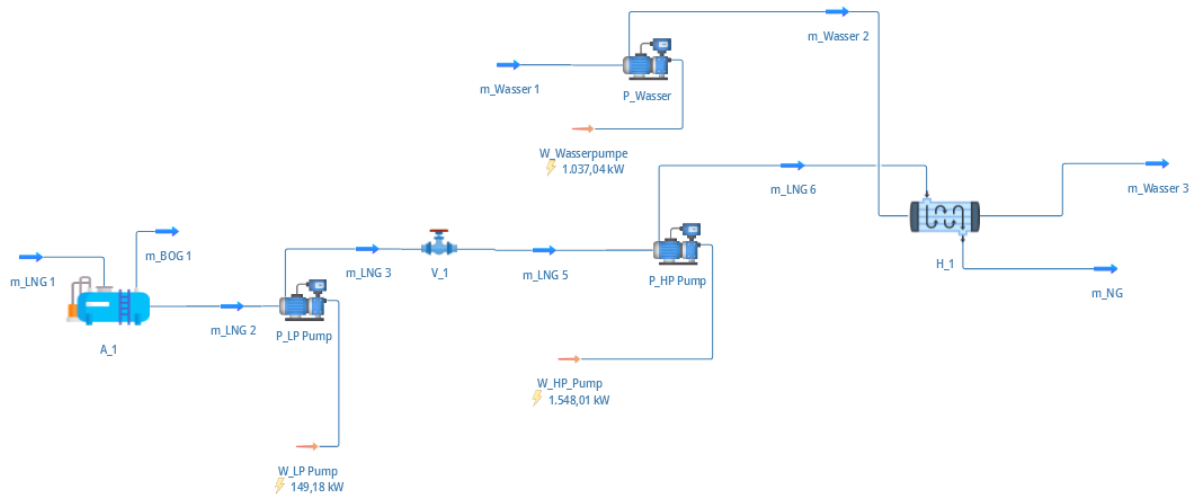 m_Wasser 2
m_Wasser 1
P_Wasser
W_Wasserpumpe
1.037,04 kW
m_LNG 6
m_Wasser 3
m_LNG 1
m_BOG 1
m_LNG 3
V_1
m_LNG 5
P_HP Pump
H_1
m_NG
m_LNG 2
P_LP Pump
A_1
W_HP_Pump
1.548,01 kW
W_LP Pump
149,18 kW